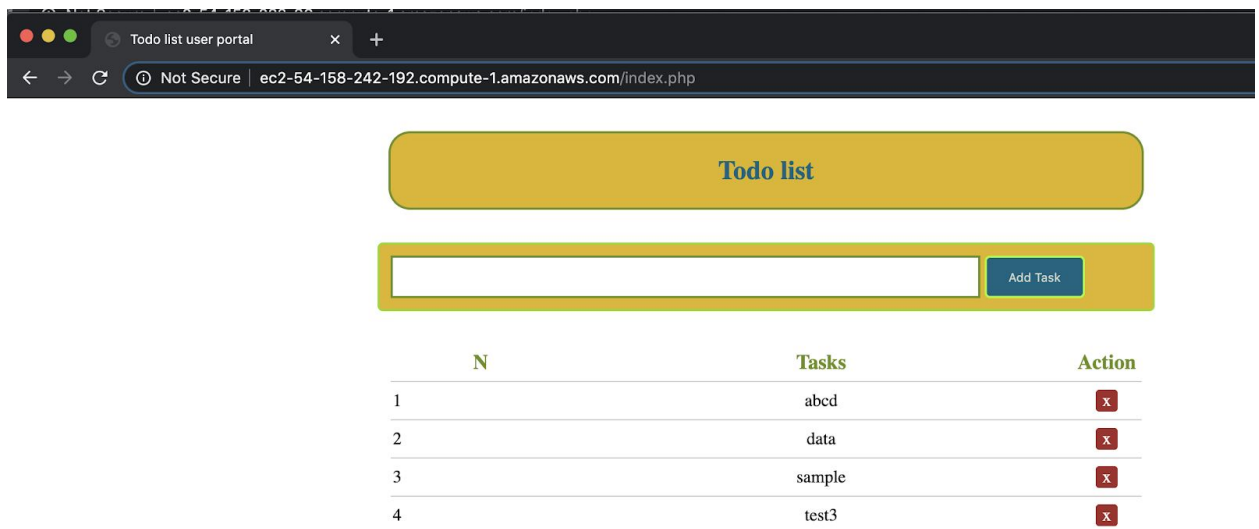 Todo list user portal
Not Secure | ec2-54-158-242-192.compute-1.amazonaws.com/index.php
Todo list
Add Task
N Tasks Action
1 abcd x
2 data x
3 sample x
4 test3 x